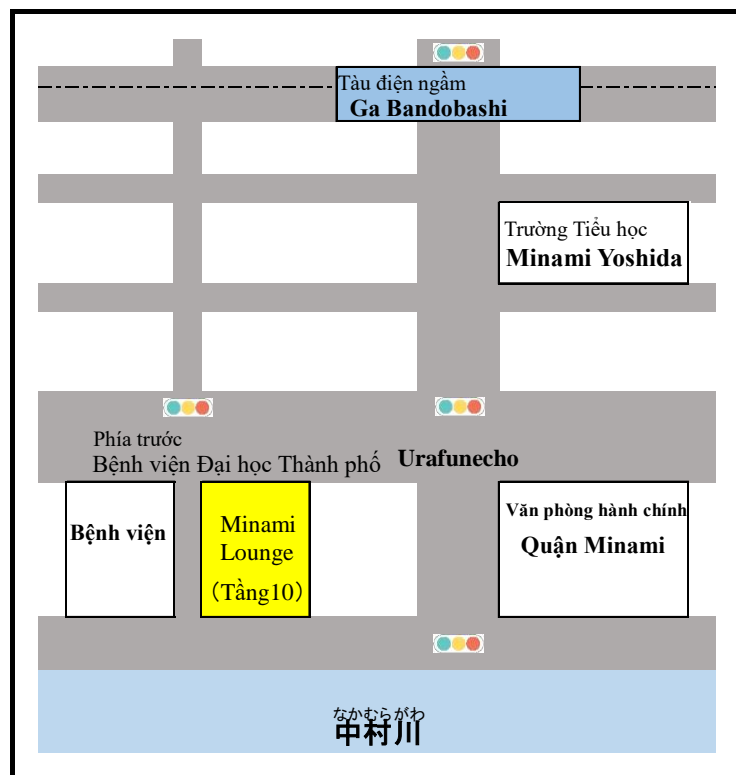 Tàu điện ngầm
Ga Bandobashi
Trường Tiểu học
Minami Yoshida
Phía trước
Bệnh viện Đại học Thành phố
Urafunecho
Bệnh viện
Minami
Lounge
（Tầng10）
Văn phòng hành chính
Quận Minami
なかむらがわ
中村川